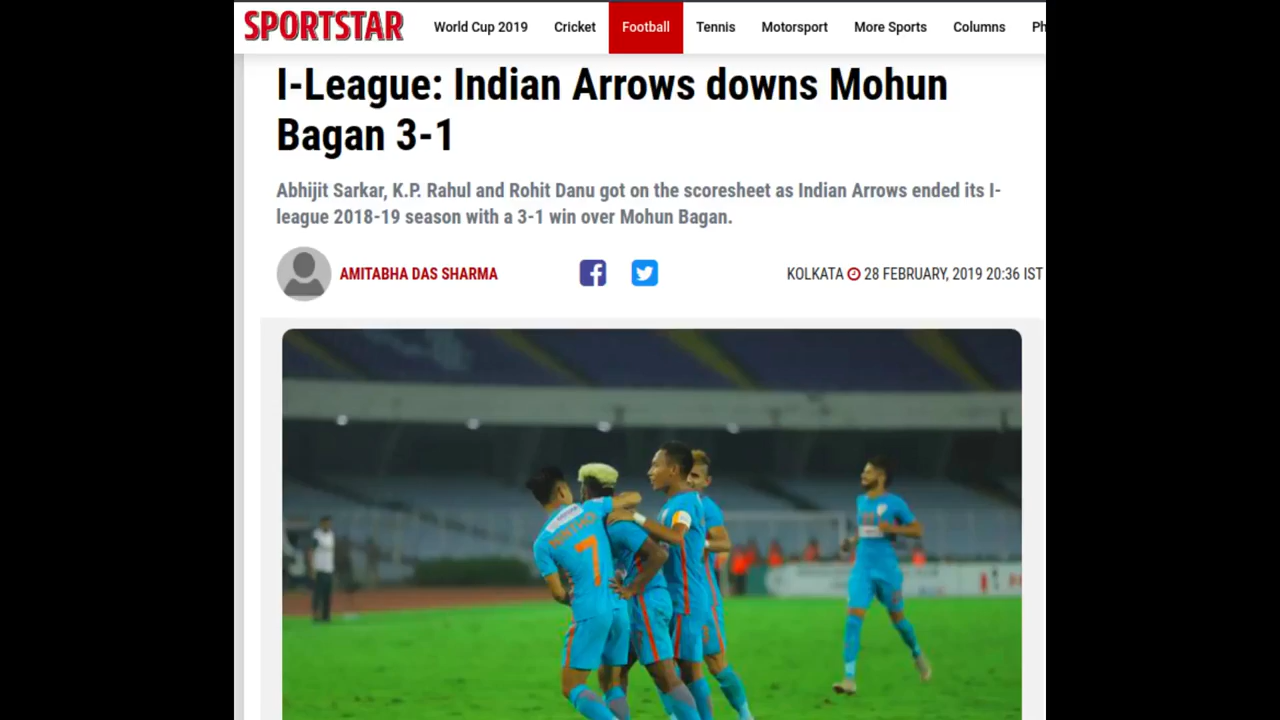 SPORTSTAR World Cup 2019 Cricket Football Tennis Motorsport More Sports Columns Ph
I-League: Indian Arrows downs Mohun
Bagan 3-1
Abhijit Sarkar, K.P. Rahul and Rohit Danu got on the scoresheet as Indian Arrows ended its I-
league 2018-19 season with a 3-1 win over Mohun Bagan.
AMITABHA DAS SHARMA KOLKATA 28 FEBRUARY, 2019 20:36 IST
7